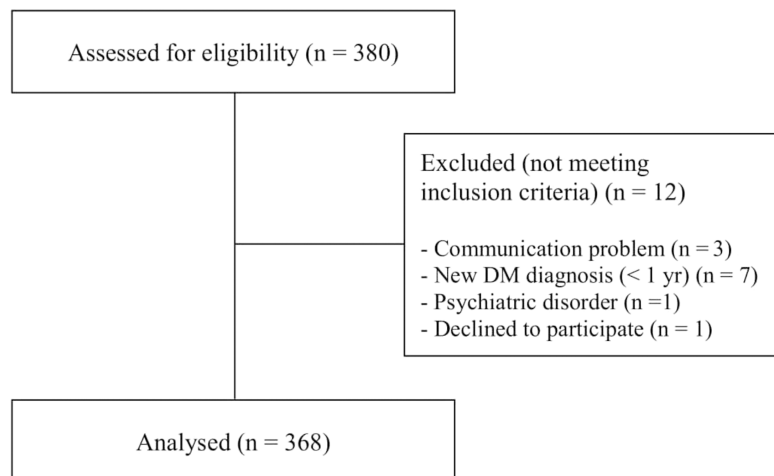 Assessed for eligibility (n = 380)
Excluded (not meeting
inclusion criteria) (n = 12)
- Communication problem (n = 3)
- New DM diagnosis (< 1 yr) (n = 7)
- Psychiatric disorder (n =1)
- Declined to participate (n = 1)
Analysed (n = 368)